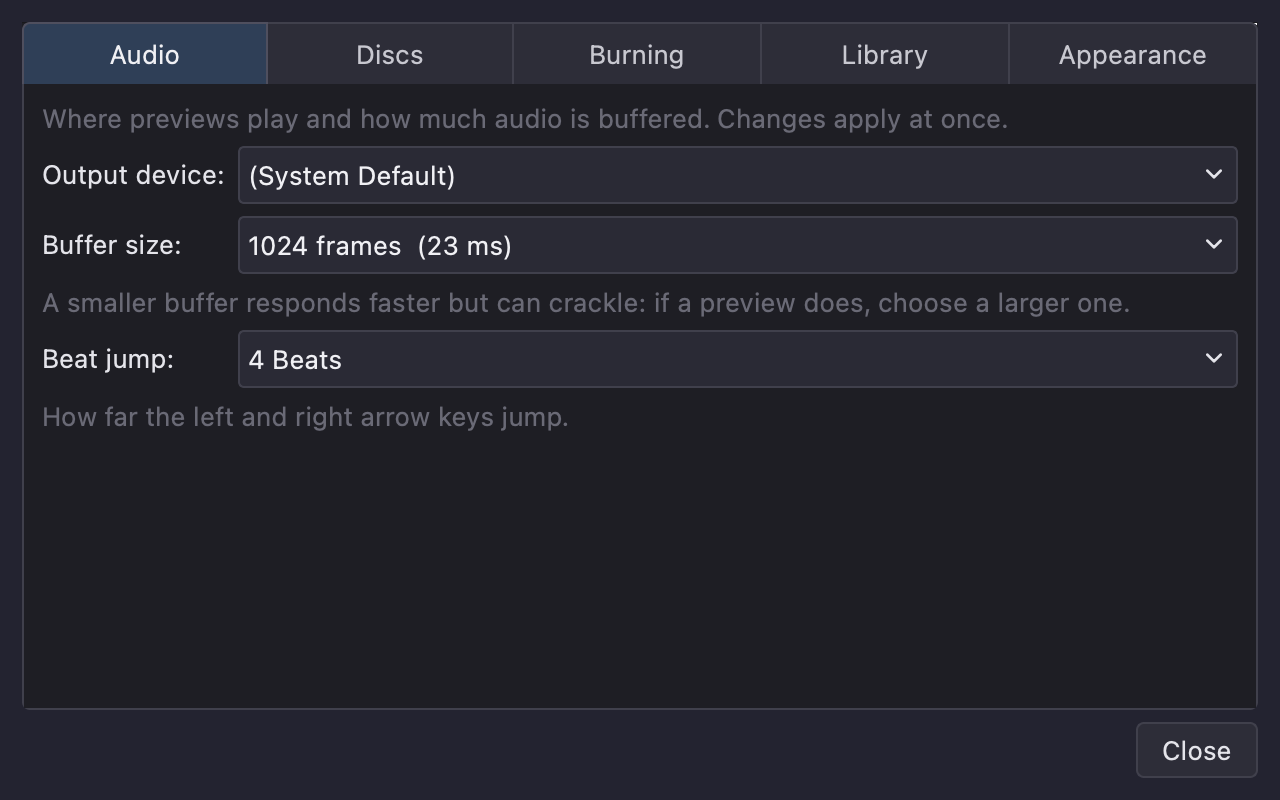 Audio
Discs
Burning
Library
Appearance
Where previews play and how much audio is buffered. Changes apply at once.
Output device: (System Default)
Buffer size: 1024 frames  (23 ms)
A smaller buffer responds faster but can crackle: if a preview does, choose a larger one.
Beat jump: 4 Beats
How far the left and right arrow keys jump.
Close